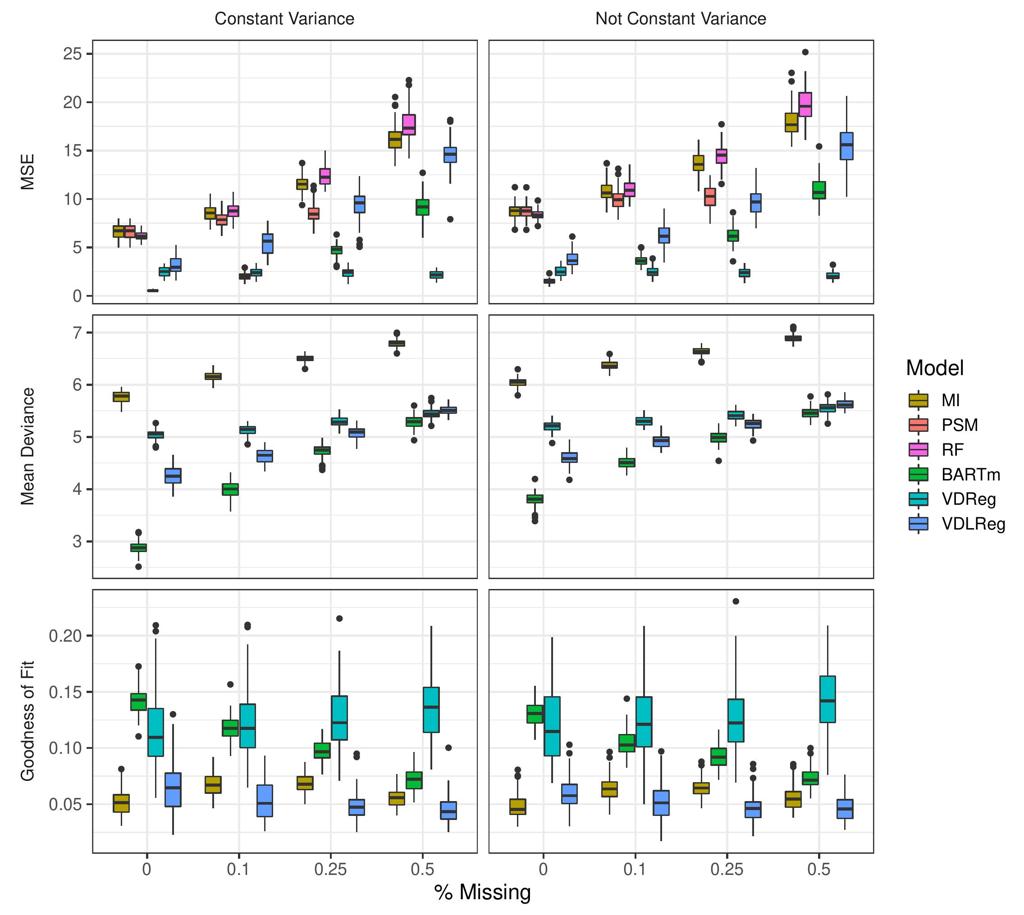 Constant Variance
Not Constant Variance
MSE
25
20
15
10
5
0
Mean Deviance
7
6
5
4
3
Goodness of Fit
0.20
0.15
0.10
0.05
0 0.1 0.25 0.5
0 0.1 0.25 0.5
% Missing
Model
MI
PSM
RF
BARTm
VDReg
VDLReg